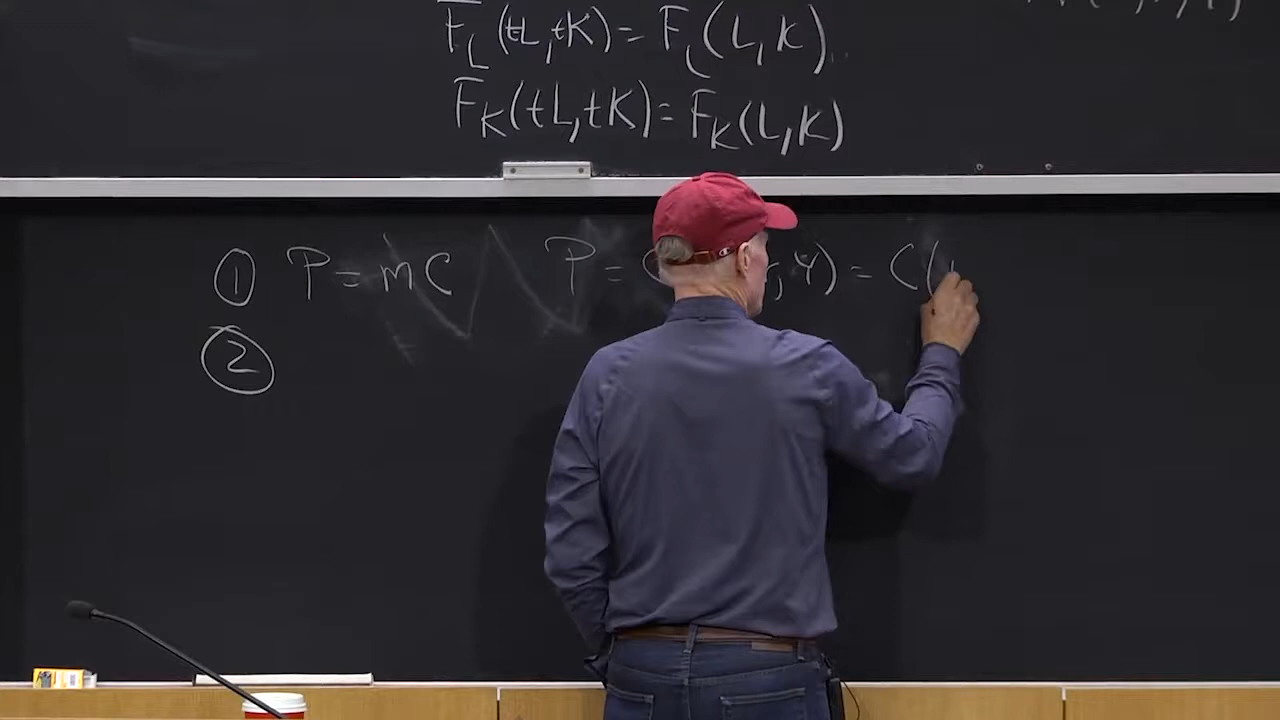 F_L(tL,tK)=F_L(L,K)
F_K(tL,tK)=F_K(L,K)
① P=MC P= ,Y)=C(
②